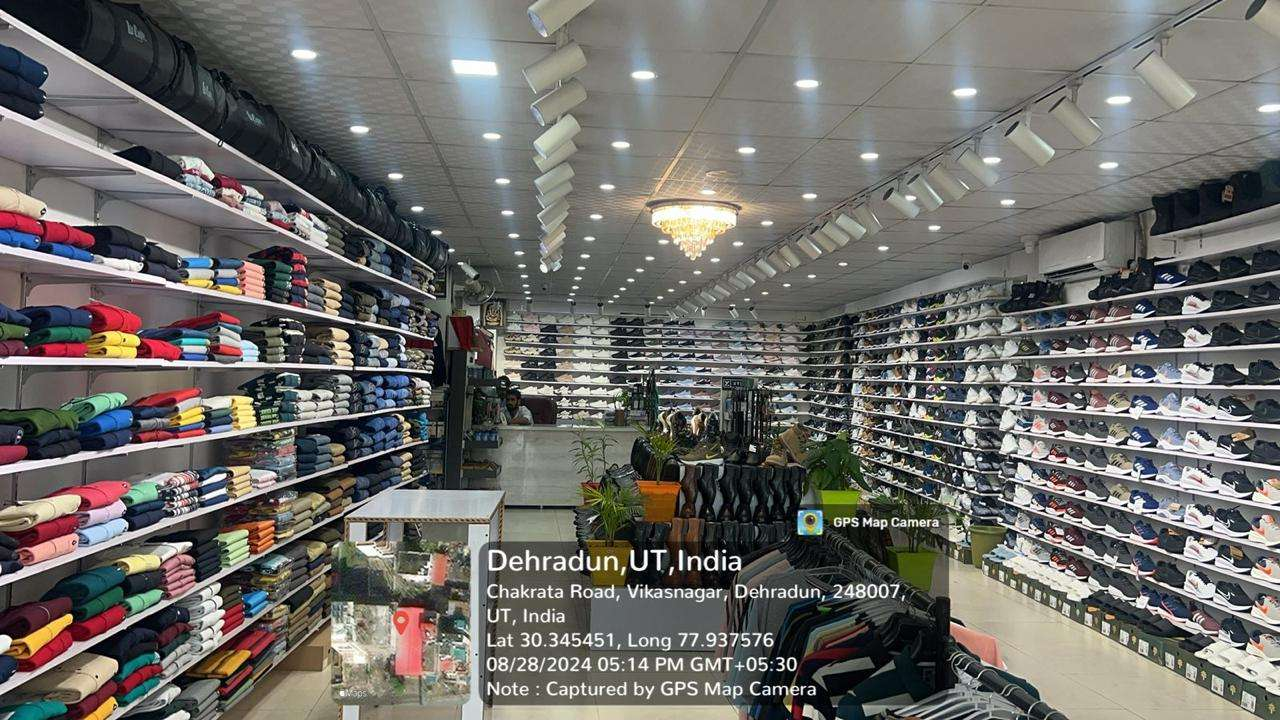 GPS Map Camera
Dehradun,UT,India
Chakrata Road, Vikasnagar, Dehradun, 248007,
UT, India
Lat 30.345451, Long 77.937576
08/28/2024 05:14 PM GMT+05:30
Note : Captured by GPS Map Camera
Maps